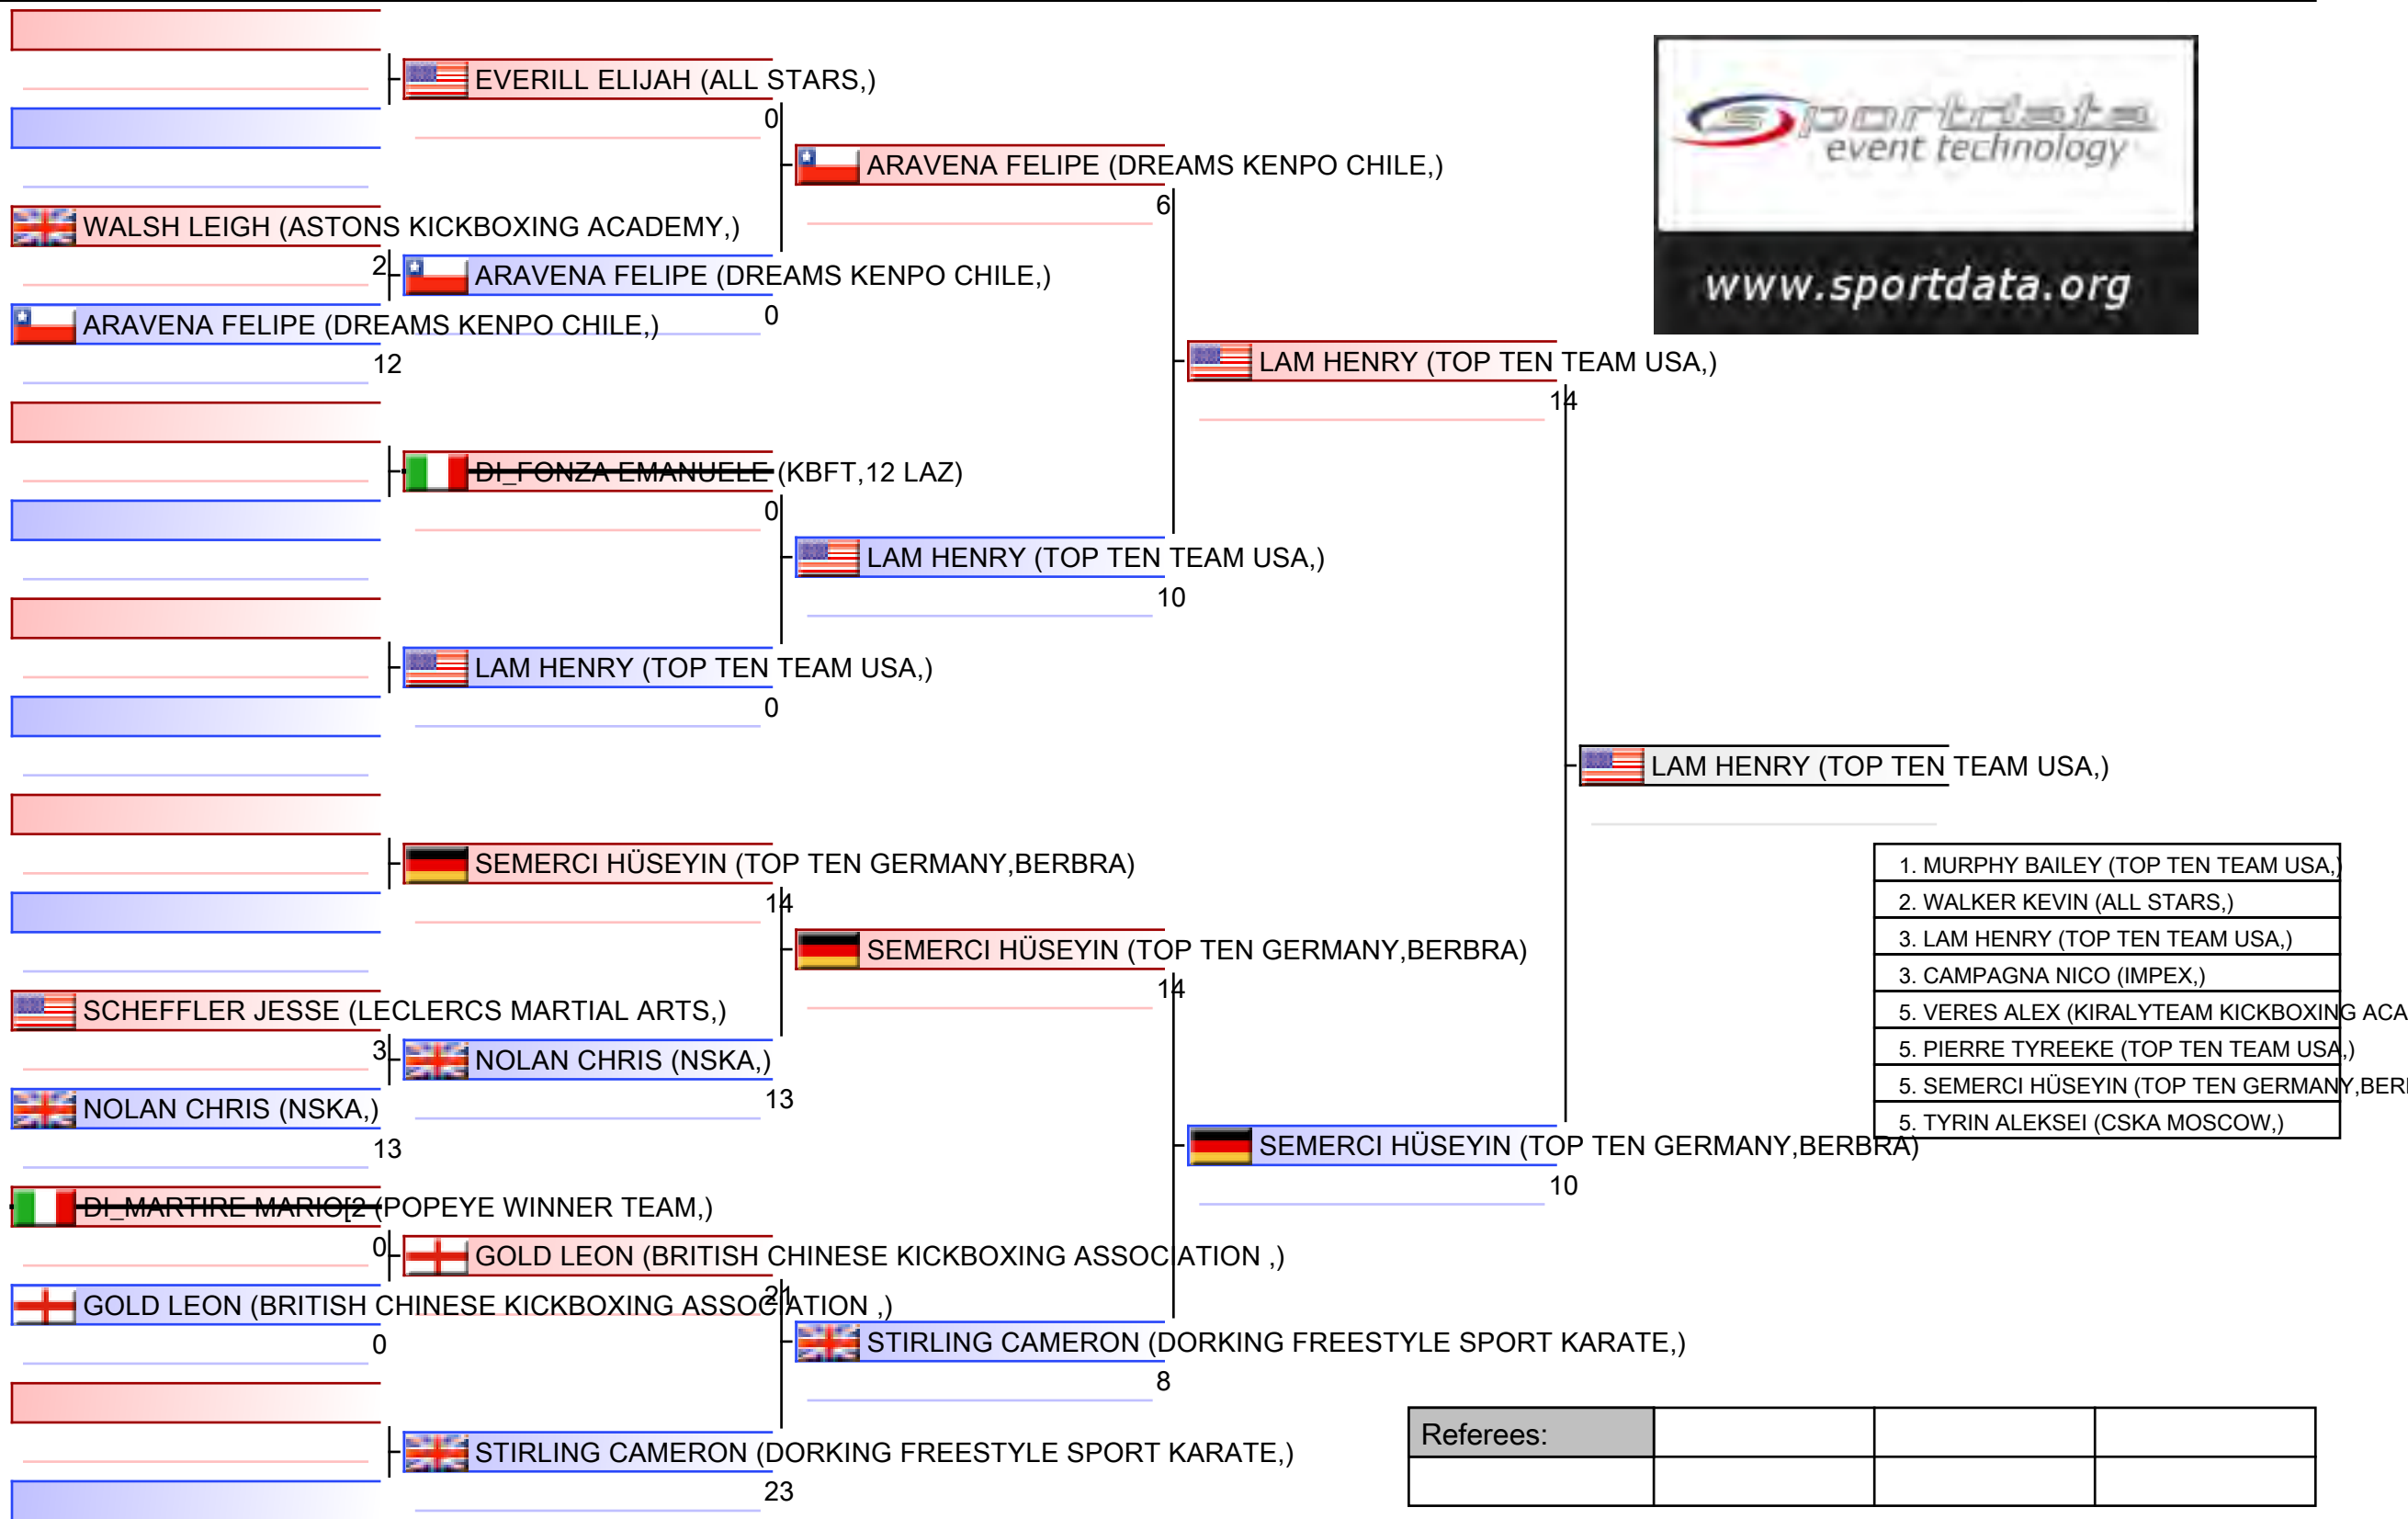 EVERILL ELIJAH (ALL STARS,)
0
ARAVENA FELIPE (DREAMS KENPO CHILE,)
6
WALSH LEIGH (ASTONS KICKBOXING ACADEMY,)
2
ARAVENA FELIPE (DREAMS KENPO CHILE,)
0
ARAVENA FELIPE (DREAMS KENPO CHILE,)
12
LAM HENRY (TOP TEN TEAM USA,)
14
DI_FONZA EMANUELE (KBFT,12 LAZ)
0
LAM HENRY (TOP TEN TEAM USA,)
10
LAM HENRY (TOP TEN TEAM USA,)
0
LAM HENRY (TOP TEN TEAM USA,)
SEMERCI HÜSEYIN (TOP TEN GERMANY,BERBRA)
14
SEMERCI HÜSEYIN (TOP TEN GERMANY,BERBRA)
14
SCHEFFLER JESSE (LECLERCS MARTIAL ARTS,)
3
NOLAN CHRIS (NSKA,)
13
NOLAN CHRIS (NSKA,)
13
SEMERCI HÜSEYIN (TOP TEN GERMANY,BERBRA)
10
DI_MARTIRE MARIO[2 (POPEYE WINNER TEAM,)
0
GOLD LEON (BRITISH CHINESE KICKBOXING ASSOCIATION ,)
21
GOLD LEON (BRITISH CHINESE KICKBOXING ASSOCIATION ,)
0
STIRLING CAMERON (DORKING FREESTYLE SPORT KARATE,)
8
STIRLING CAMERON (DORKING FREESTYLE SPORT KARATE,)
23
sportdata
event technology
www.sportdata.org
1. MURPHY BAILEY (TOP TEN TEAM USA,)
2. WALKER KEVIN (ALL STARS,)
3. LAM HENRY (TOP TEN TEAM USA,)
3. CAMPAGNA NICO (IMPEX,)
5. VERES ALEX (KIRALYTEAM KICKBOXING ACA
5. PIERRE TYREEKE (TOP TEN TEAM USA,)
5. SEMERCI HÜSEYIN (TOP TEN GERMANY,BER
5. TYRIN ALEKSEI (CSKA MOSCOW,)
Referees: